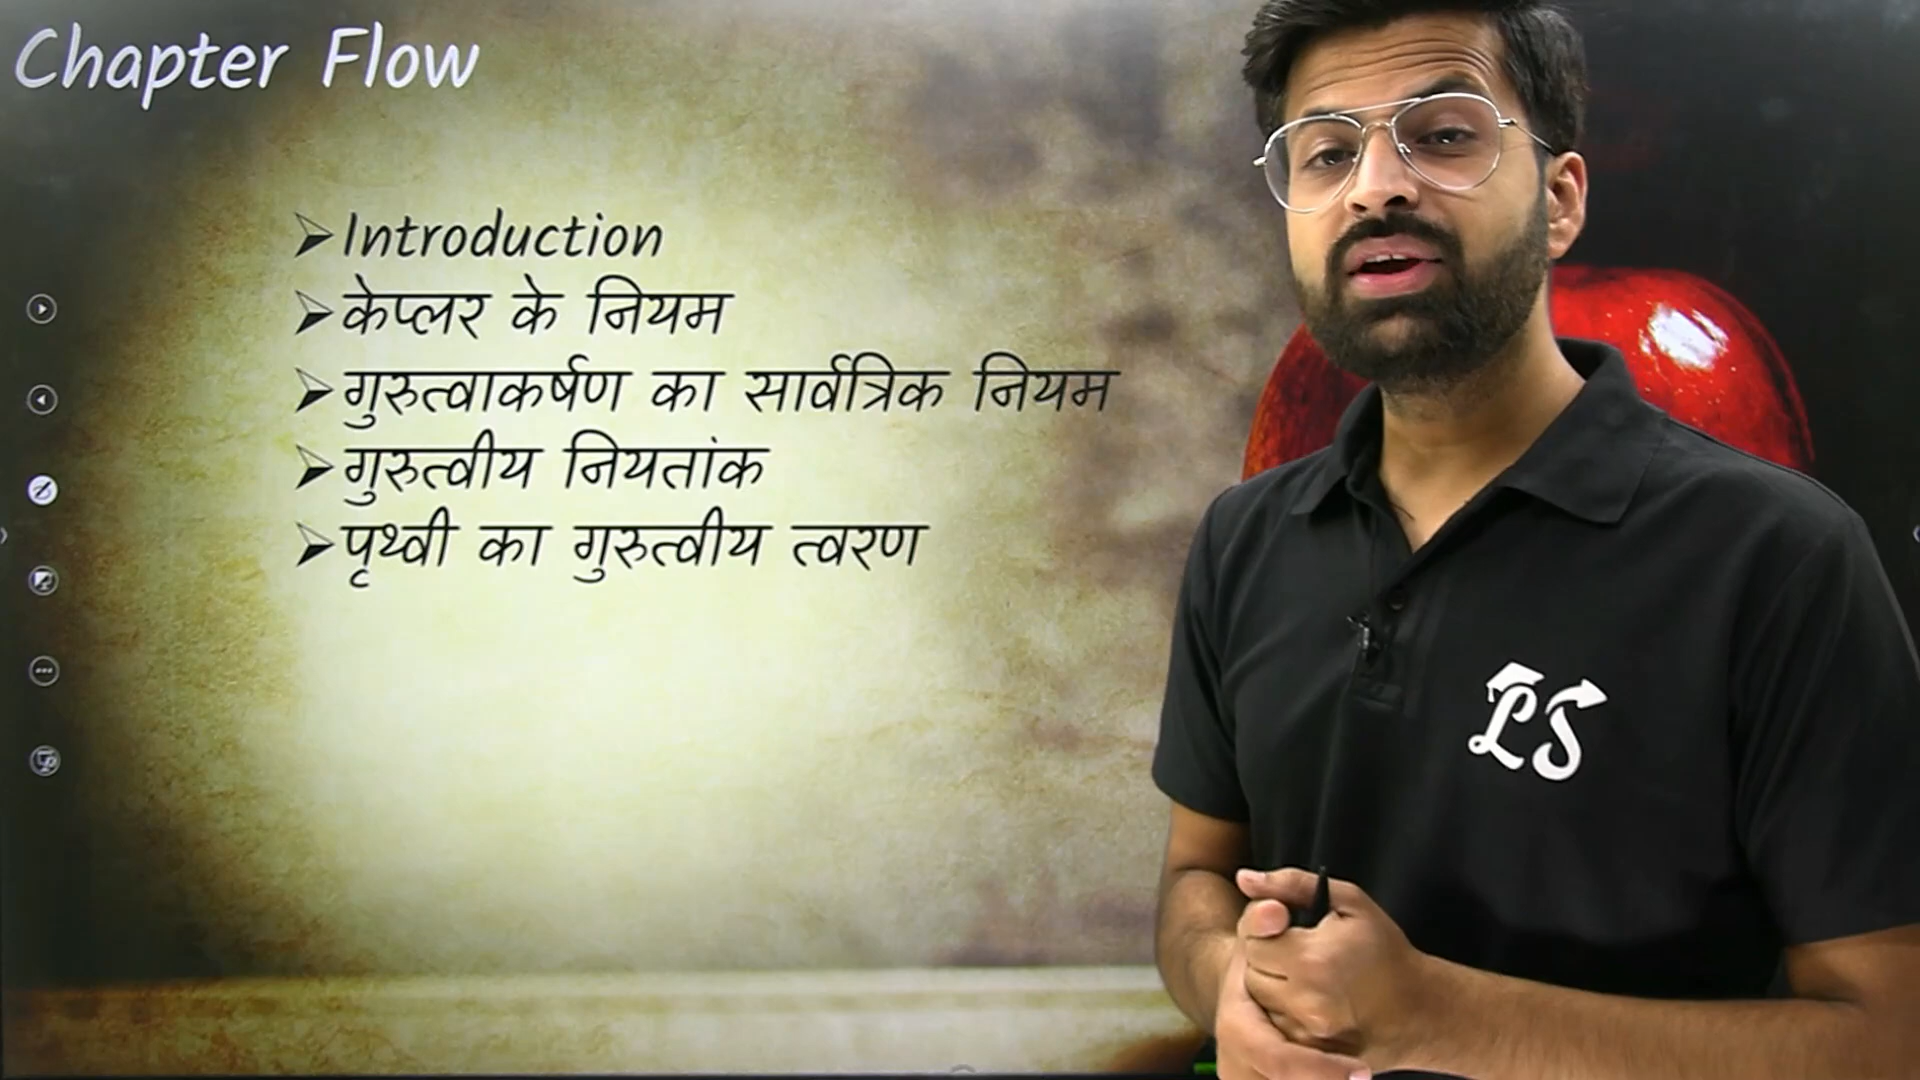 Chapter Flow
Introduction
केप्लर के नियम
गुरुत्वाकर्षण का सार्वत्रिक नियम
गुरुत्वीय नियतांक
पृथ्वी का गुरुत्वीय त्वरण
LS